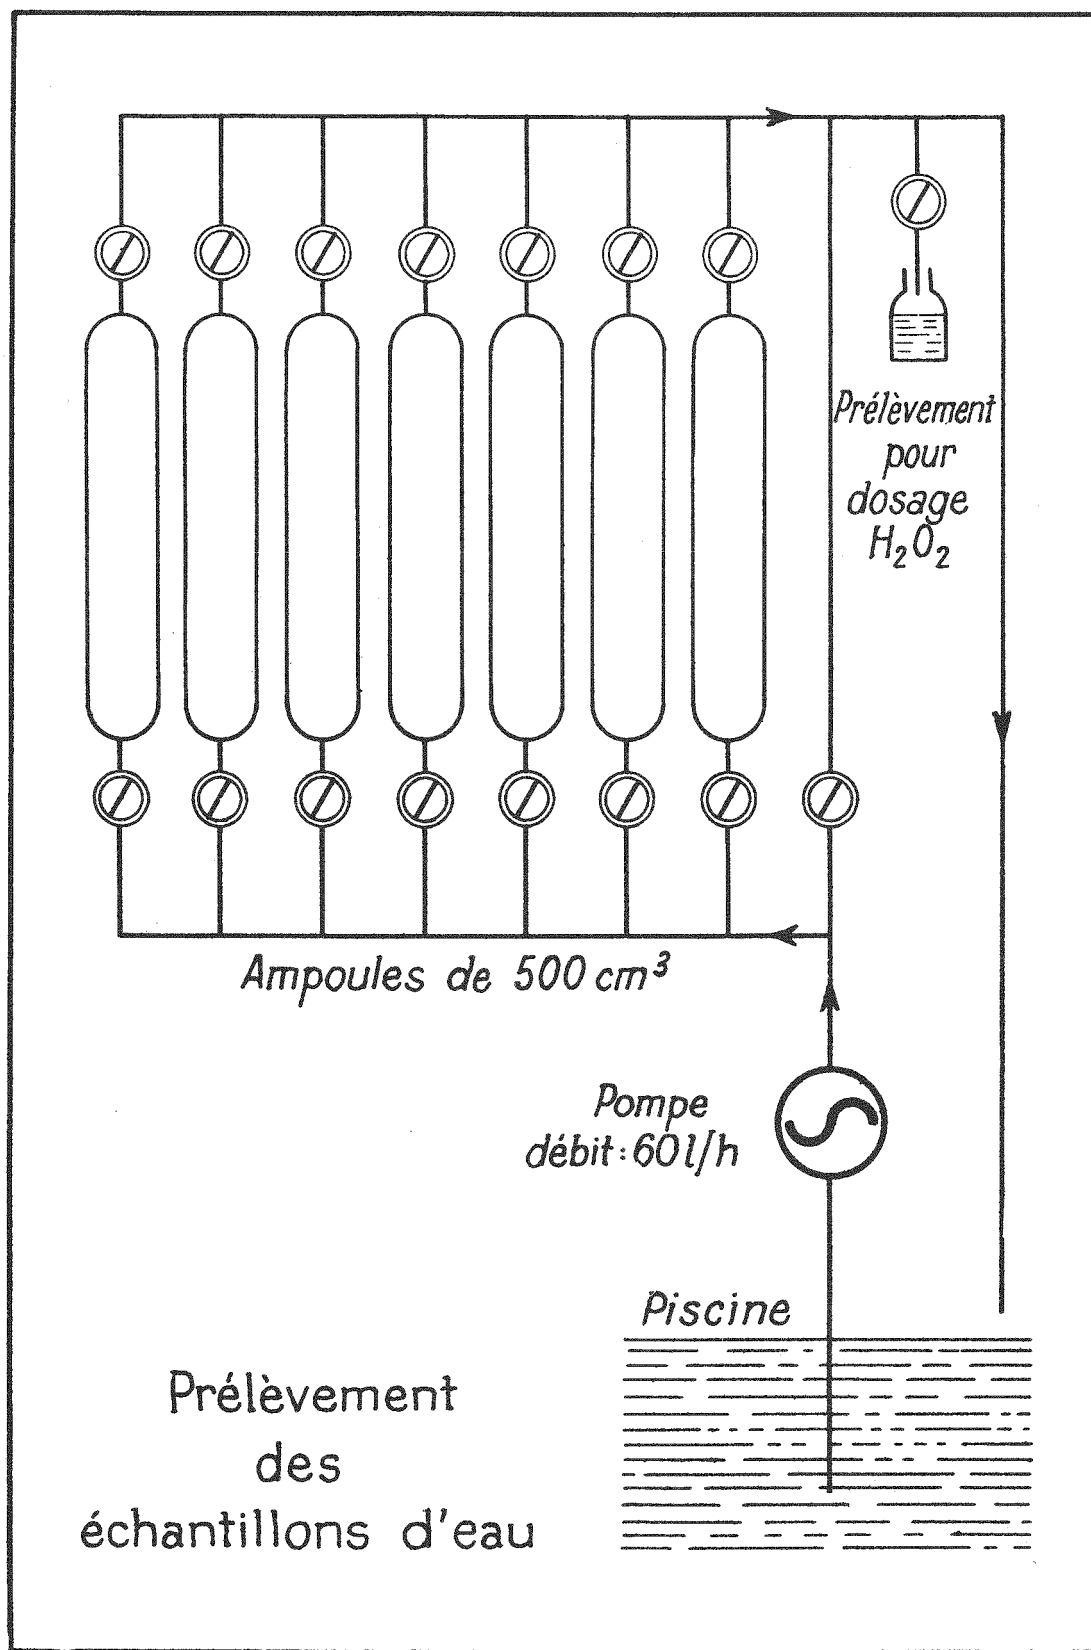 Prélèvement
pour
dosage
H₂O₂
Ampoules de 500 cm³
Pompe
débit: 60 l/h
Piscine
Prélèvement
des
échantillons d'eau